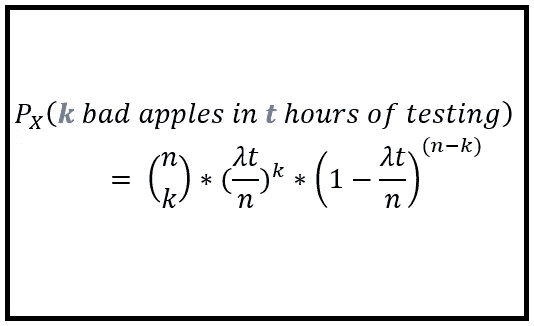 P_X(k bad apples in t hours of testing)
= (n k) * (λt/n)^k * (1 − λt/n)^(n−k)